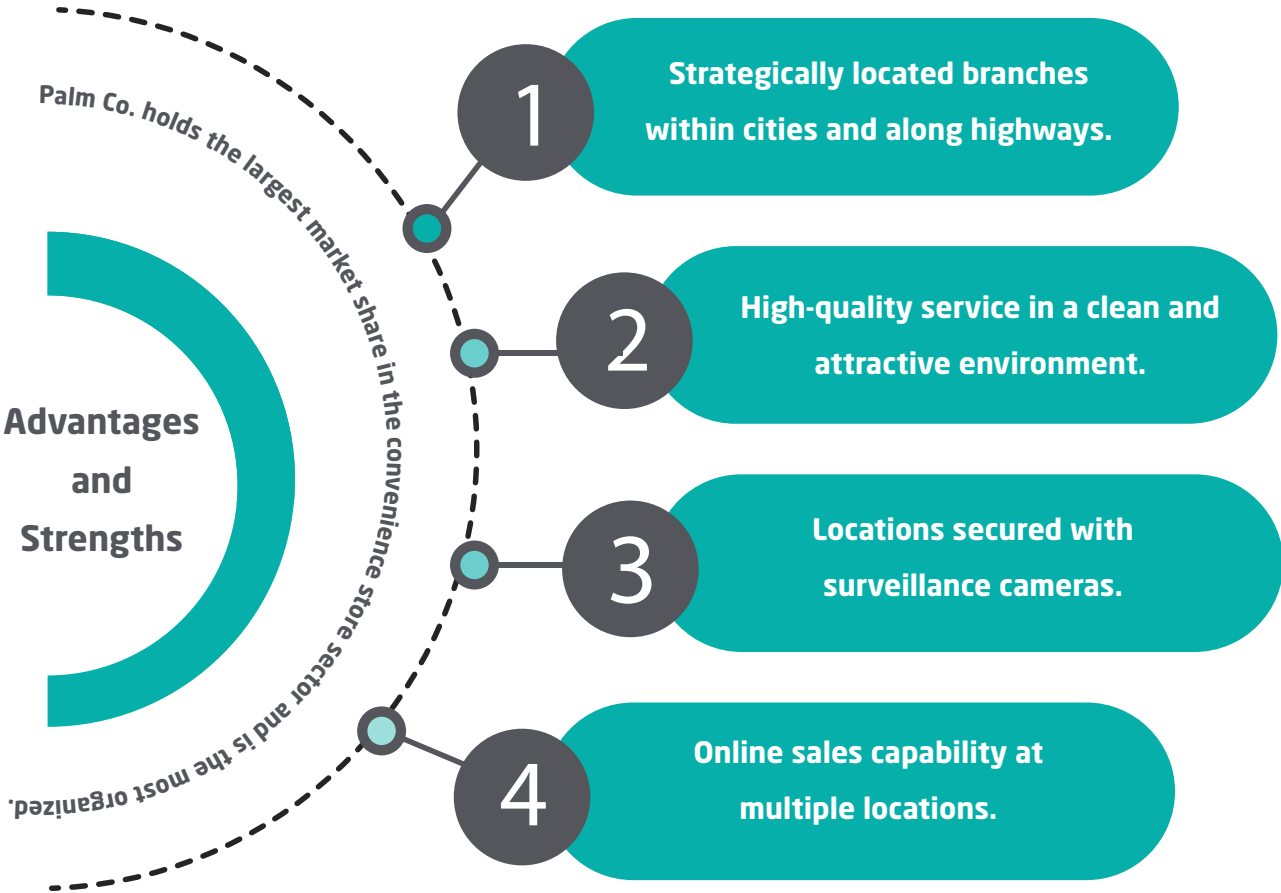 Advantages
and
Strengths
Palm Co. holds the largest market share in the convenience store sector and is the most organized.
1
Strategically located branches
within cities and along highways.
2
High-quality service in a clean and
attractive environment.
3
Locations secured with
surveillance cameras.
4
Online sales capability at
multiple locations.